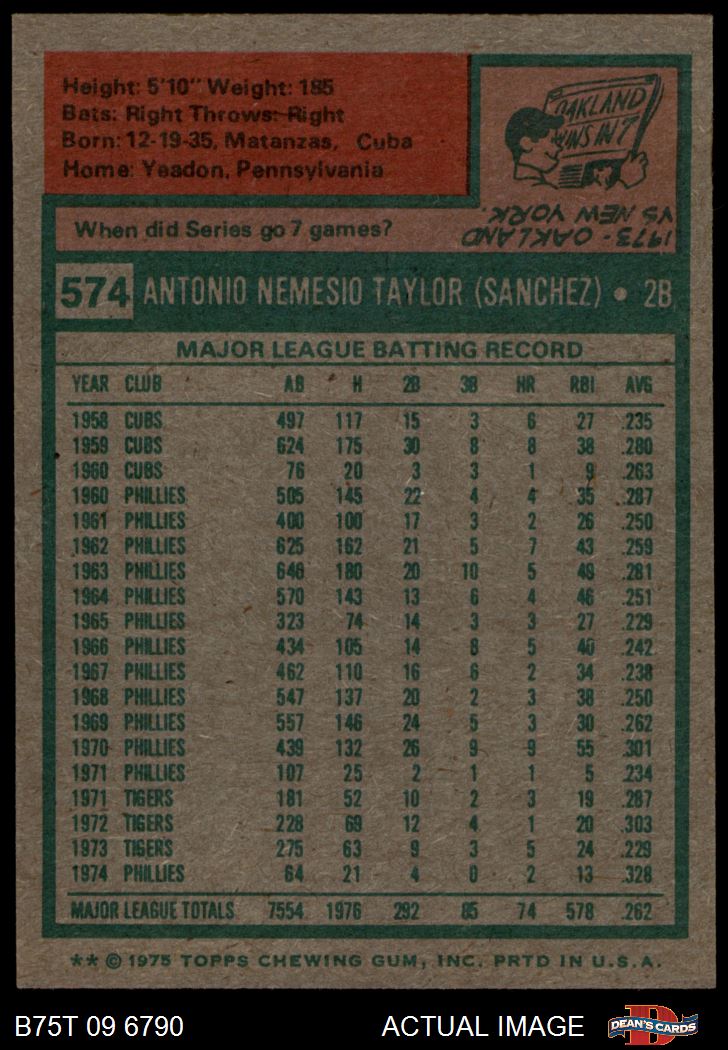 Height: 5'10" Weight: 185
Bats: Right Throws: Right
Born: 12-19-35, Matanzas, Cuba
Home: Yeadon, Pennsylvania
OAKLAND
WINS IN 7
When did Series go 7 games?
1973 - OAKLAND
VS NEW YORK.
574 ANTONIO NEMESIO TAYLOR (SANCHEZ) • 2B
MAJOR LEAGUE BATTING RECORD
YEAR CLUB AB H 2B 3B HR RBI AVG
1958 CUBS 497 117 15 3 6 27 .235
1959 CUBS 624 175 30 8 8 38 .280
1960 CUBS 76 20 3 3 1 9 .263
1960 PHILLIES 505 145 22 4 4 35 .287
1961 PHILLIES 400 100 17 3 2 26 .250
1962 PHILLIES 625 162 21 5 7 43 .259
1963 PHILLIES 640 180 20 10 5 49 .281
1964 PHILLIES 570 143 13 6 4 46 .251
1965 PHILLIES 323 74 14 3 3 27 .229
1966 PHILLIES 434 105 14 8 5 40 .242
1967 PHILLIES 462 110 16 6 2 34 .238
1968 PHILLIES 547 137 20 2 3 38 .250
1969 PHILLIES 557 146 24 5 3 30 .262
1970 PHILLIES 439 132 26 9 9 55 .301
1971 PHILLIES 107 25 2 1 1 5 .234
1971 TIGERS 181 52 10 2 3 19 .287
1972 TIGERS 228 69 12 4 1 20 .303
1973 TIGERS 275 63 9 3 5 24 .229
1974 PHILLIES 64 21 4 0 2 13 .328
MAJOR LEAGUE TOTALS 7554 1976 292 85 74 578 .262
** © 1975 TOPPS CHEWING GUM, INC. PRTD IN U.S.A.
B75T 09 6790 ACTUAL IMAGE DEAN'S CARDS